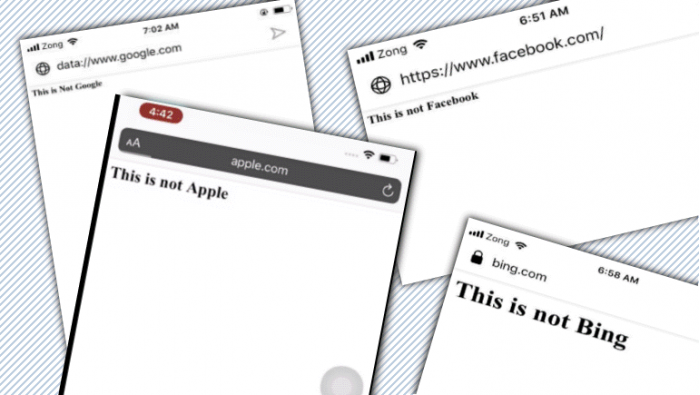 7:02 AM
Zong
data://www.google.com
This is Not Google
6:51 AM
Zong
https://www.facebook.com/
This is not Facebook
4:42
AA
apple.com
This is not Apple
Zong
6:58 AM
bing.com
This is not Bing